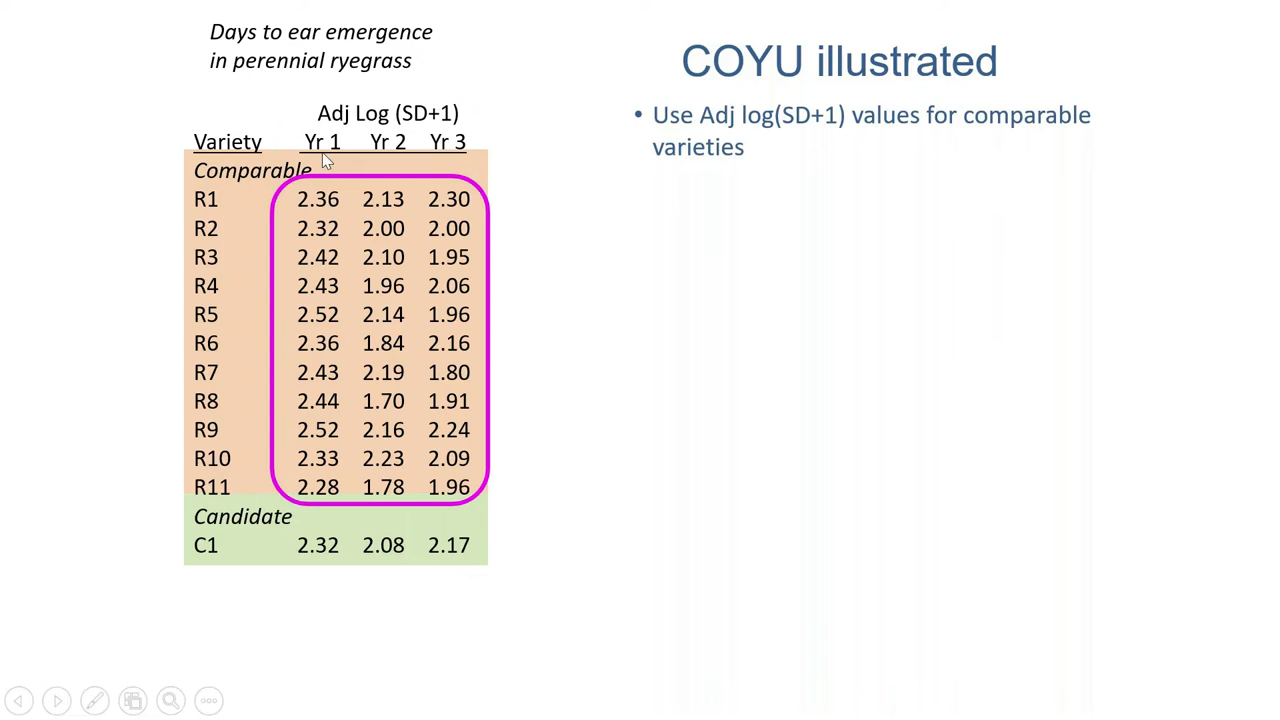 Days to ear emergence
in perennial ryegrass
COYU illustrated
• Use Adj log(SD+1) values for comparable
varieties
Adj Log (SD+1)
Variety Yr 1 Yr 2 Yr 3
Comparable
R1 2.36 2.13 2.30
R2 2.32 2.00 2.00
R3 2.42 2.10 1.95
R4 2.43 1.96 2.06
R5 2.52 2.14 1.96
R6 2.36 1.84 2.16
R7 2.43 2.19 1.80
R8 2.44 1.70 1.91
R9 2.52 2.16 2.24
R10 2.33 2.23 2.09
R11 2.28 1.78 1.96
Candidate
C1 2.32 2.08 2.17